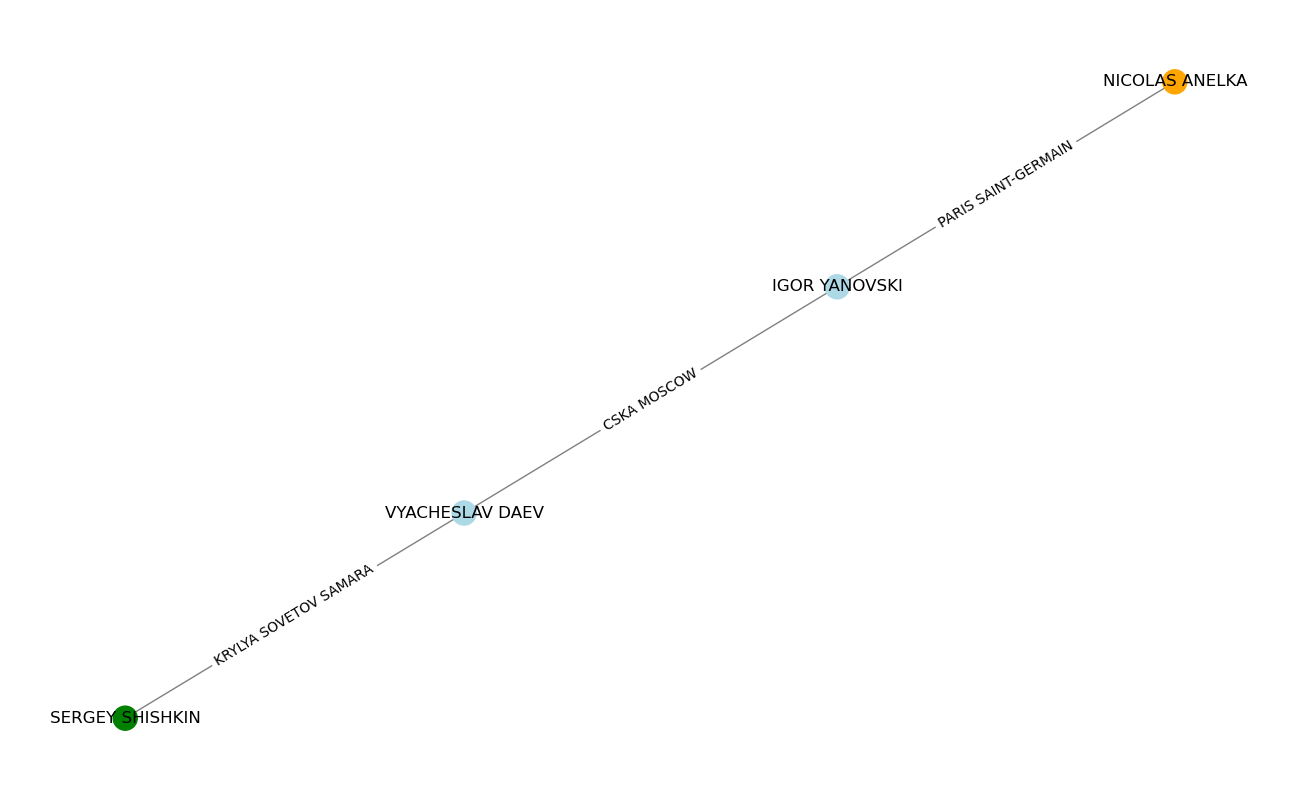 NICOLAS ANELKA
PARIS SAINT-GERMAIN
IGOR YANOVSKI
CSKA MOSCOW
VYACHESLAV DAEV
KRYLYA SOVETOV SAMARA
SERGEY SHISHKIN